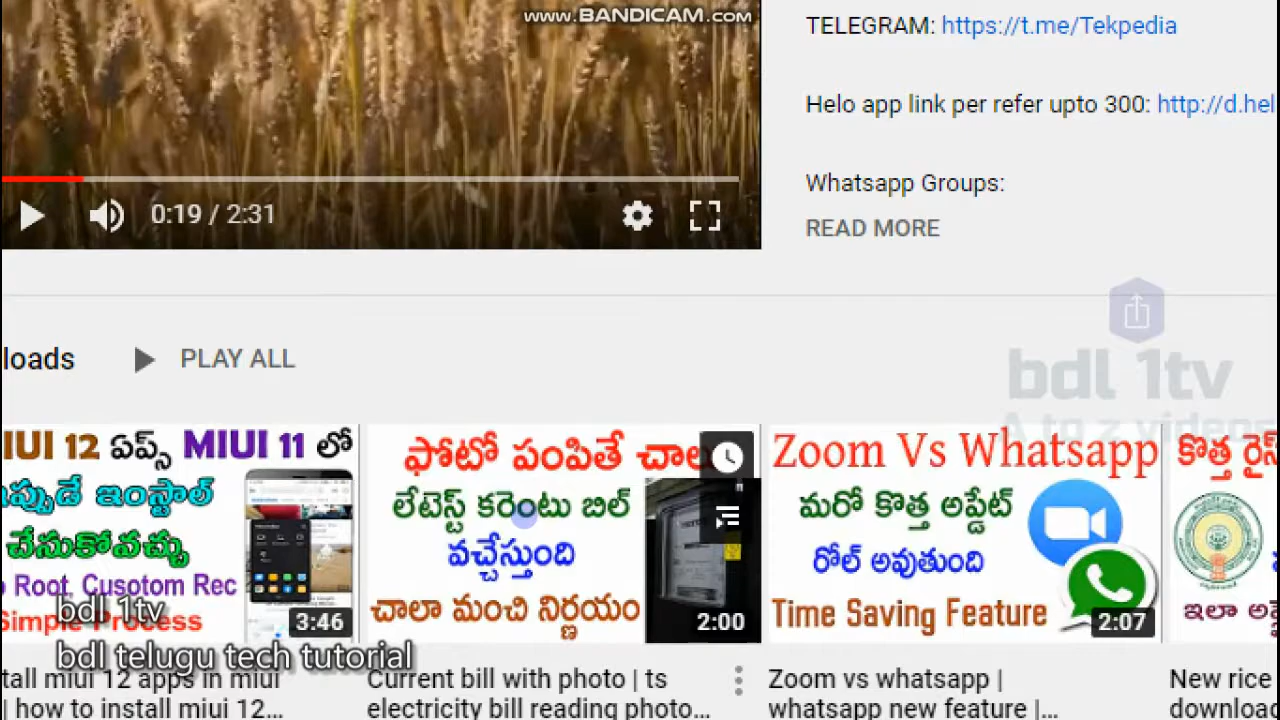 www.BANDICAM.com
TELEGRAM: https://t.me/Tekpedia
Helo app link per refer upto 300: http://d.hel
Whatsapp Groups:
READ MORE
0:19 / 2:31
loads
PLAY ALL
bdl 1tv
A to z videos
IUI 12 ఏప్స్ MIUI 11 లో
ఇప్పుడే ఇంస్టాల్
చేసుకోవచ్చు
Root, Cusotom Rec
Simple Process
3:46
ఫోటో పంపితే చాల
లేటెస్ట్ కరెంటు బిల్
వచ్చేస్తుంది
చాలా మంచి నిర్ణయం
2:00
Zoom Vs Whatsapp
మరో కొత్త అప్డేట్
రోల్ అవుతుంది
Time Saving Feature
2:07
కొత్త రైస్
ఇలా
bdl 1tv
bdl telugu tech tutorial
tall miui 12 apps in miui
| how to install miui 12...
Current bill with photo | ts
electricity bill reading photo...
Zoom vs whatsapp |
whatsapp new feature |...
New rice
download